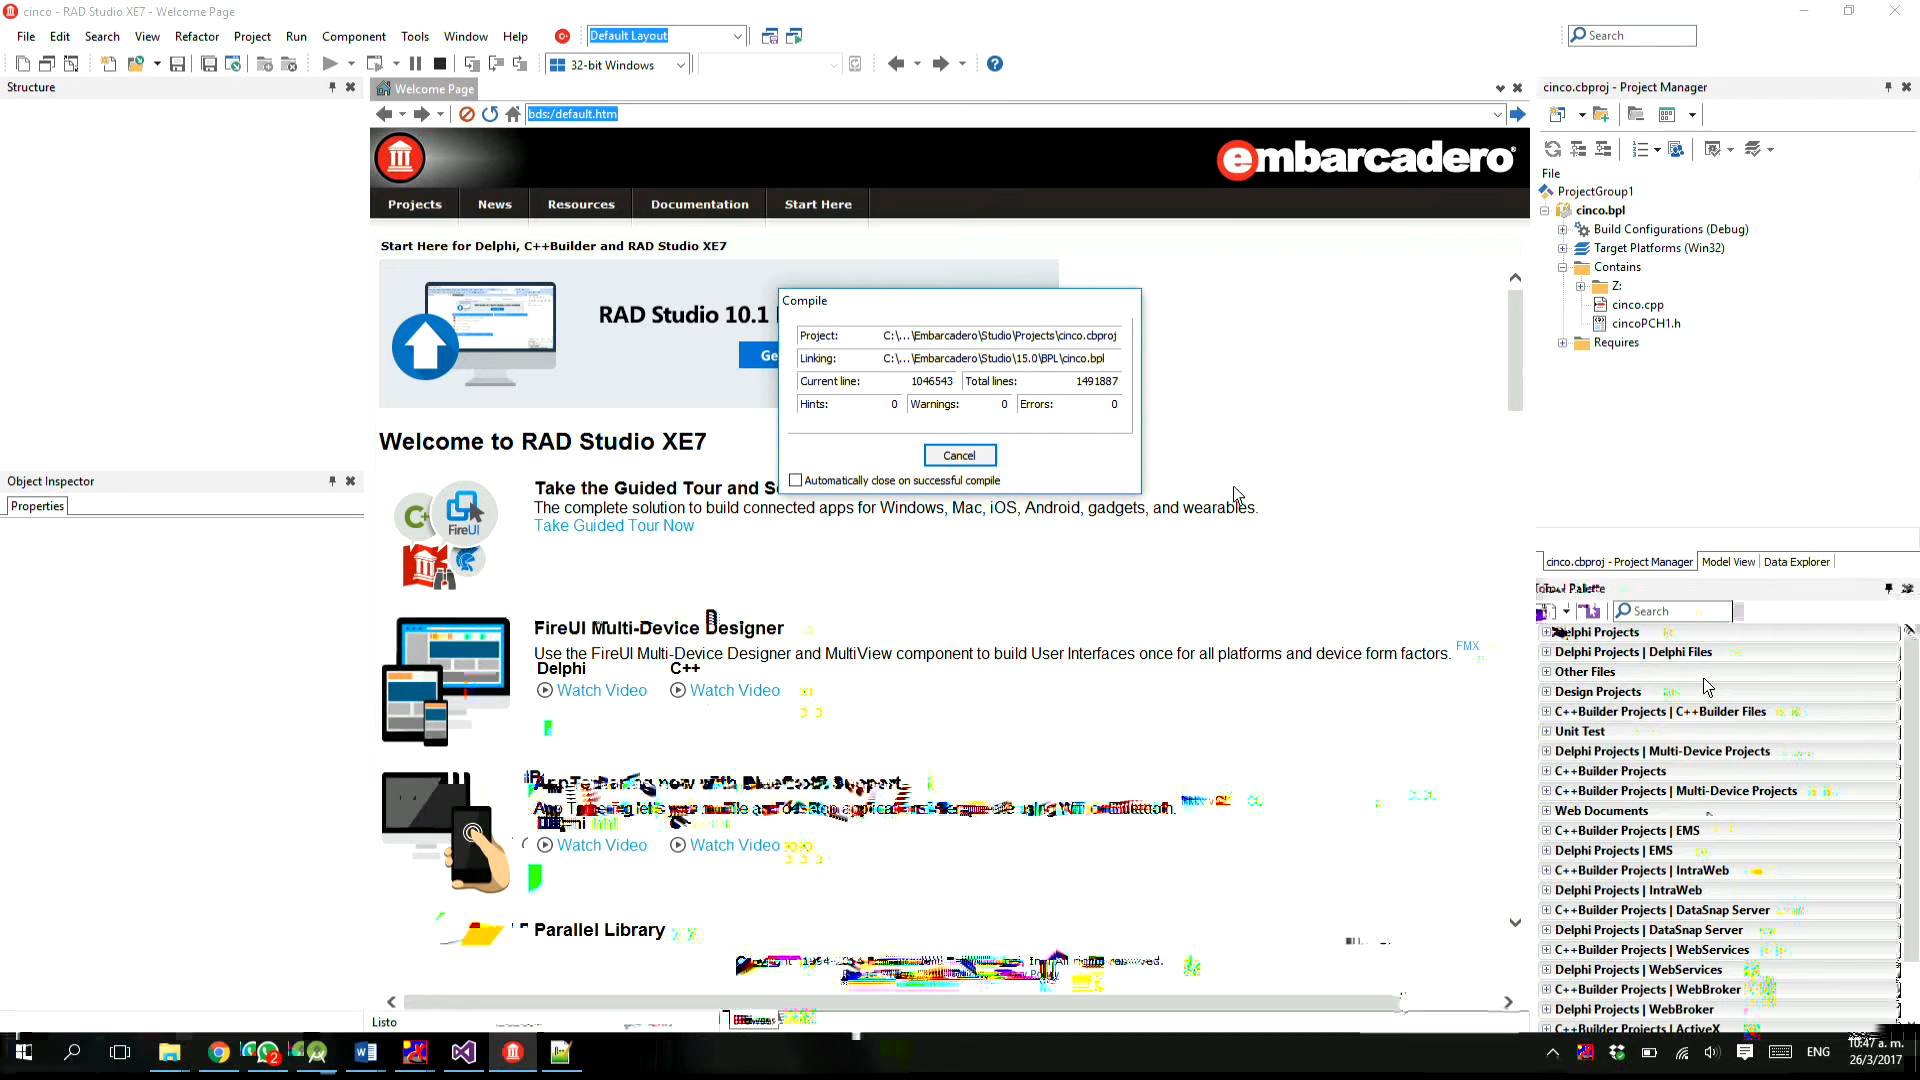 cinco - RAD Studio XE7 - Welcome Page
File Edit Search View Refactor Project Run Component Tools Window Help
Default Layout
Search
32-bit Windows
Structure
Welcome Page
cinco.cbproj - Project Manager
bds:/default.htm
embarcadero
Projects News Resources Documentation Start Here
File
ProjectGroup1
cinco.bpl
Build Configurations (Debug)
Target Platforms (Win32)
Contains
Z:
cinco.cpp
cincoPCH1.h
Requires
Start Here for Delphi, C++Builder and RAD Studio XE7
RAD Studio 10.1
Ge
Compile
Project: C:\...\Embarcadero\Studio\Projects\cinco.cbproj
Linking: C:\...\Embarcadero\Studio\15.0\BPL\cinco.bpl
Current line: 1046543 Total lines: 1491887
Hints: 0 Warnings: 0 Errors: 0
Cancel
Automatically close on successful compile
Welcome to RAD Studio XE7
Object Inspector
Properties
C+
FireUI
Take the Guided Tour and S
The complete solution to build connected apps for Windows, Mac, iOS, Android, gadgets, and wearables.
Take Guided Tour Now
FireUI Multi-Device Designer
Use the FireUI Multi-Device Designer and MultiView component to build User Interfaces once for all platforms and device form factors.
FMX
Delphi C++
Watch Video Watch Video
Watch Video Watch Video
Parallel Library
Listo
cinco.cbproj - Project Manager Model View Data Explorer
Palette
Search
Delphi Projects
Delphi Projects | Delphi Files
Other Files
Design Projects
C++Builder Projects | C++Builder Files
Unit Test
Delphi Projects | Multi-Device Projects
C++Builder Projects
C++Builder Projects | Multi-Device Projects
Web Documents
C++Builder Projects | EMS
Delphi Projects | EMS
C++Builder Projects | IntraWeb
Delphi Projects | IntraWeb
C++Builder Projects | DataSnap Server
Delphi Projects | DataSnap Server
C++Builder Projects | WebServices
Delphi Projects | WebServices
C++Builder Projects | WebBroker
Delphi Projects | WebBroker
C++Builder Projects | ActiveX
2
ENG
10:47 a. m.
26/3/2017